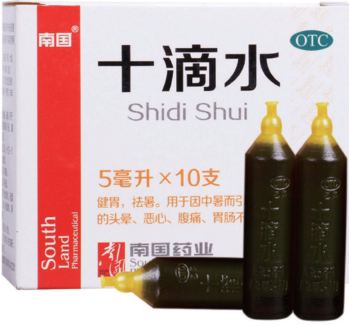 南国
十滴水
OTC
Shidi Shui
5毫升×10支
健胃，祛暑。用于因中暑而引
的头晕、恶心、腹痛、胃肠不
South
Land
Pharmaceutical
南国药业